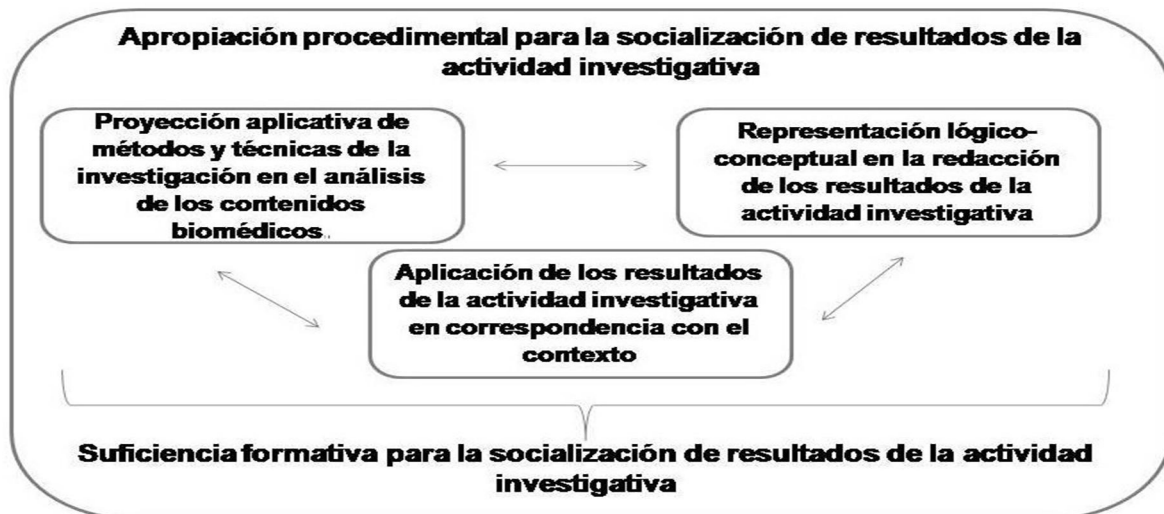 Apropiación procedimental para la socialización de resultados de la
actividad investigativa
Proyección aplicativa de
métodos y técnicas de la
investigación en el análisis
de los contenidos
biomédicos..
Representación lógico-
conceptual en la redacción
de los resultados de la
actividad investigativa
Aplicación de los resultados
de la actividad investigativa
en correspondencia con el
contexto
Suficiencia formativa para la socialización de resultados de la actividad
investigativa